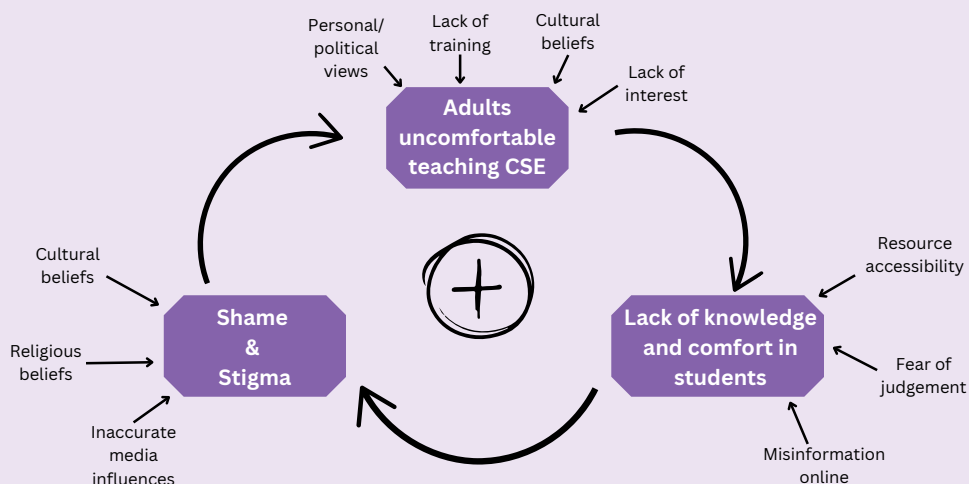 Personal/
political
views
Lack of
training
Cultural
beliefs
Lack of
interest
Adults
uncomfortable
teaching CSE
Resource
accessibility
Fear of
judgement
Misinformation
online
Lack of knowledge
and comfort in
students
Cultural
beliefs
Religious
beliefs
Inaccurate
media
influences
Shame
&
Stigma
+